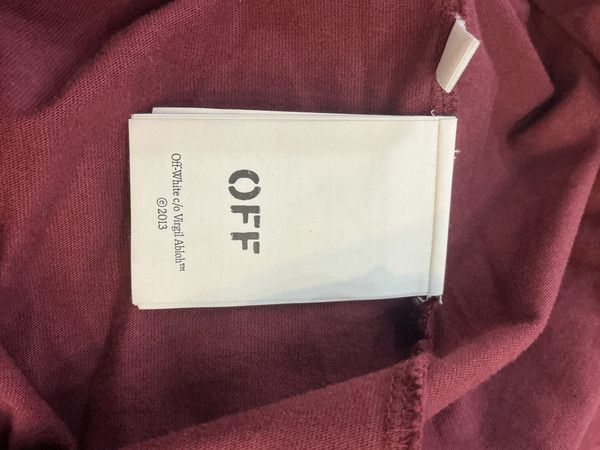 OFF
Off-White c/o Virgil Abloh™
©2013